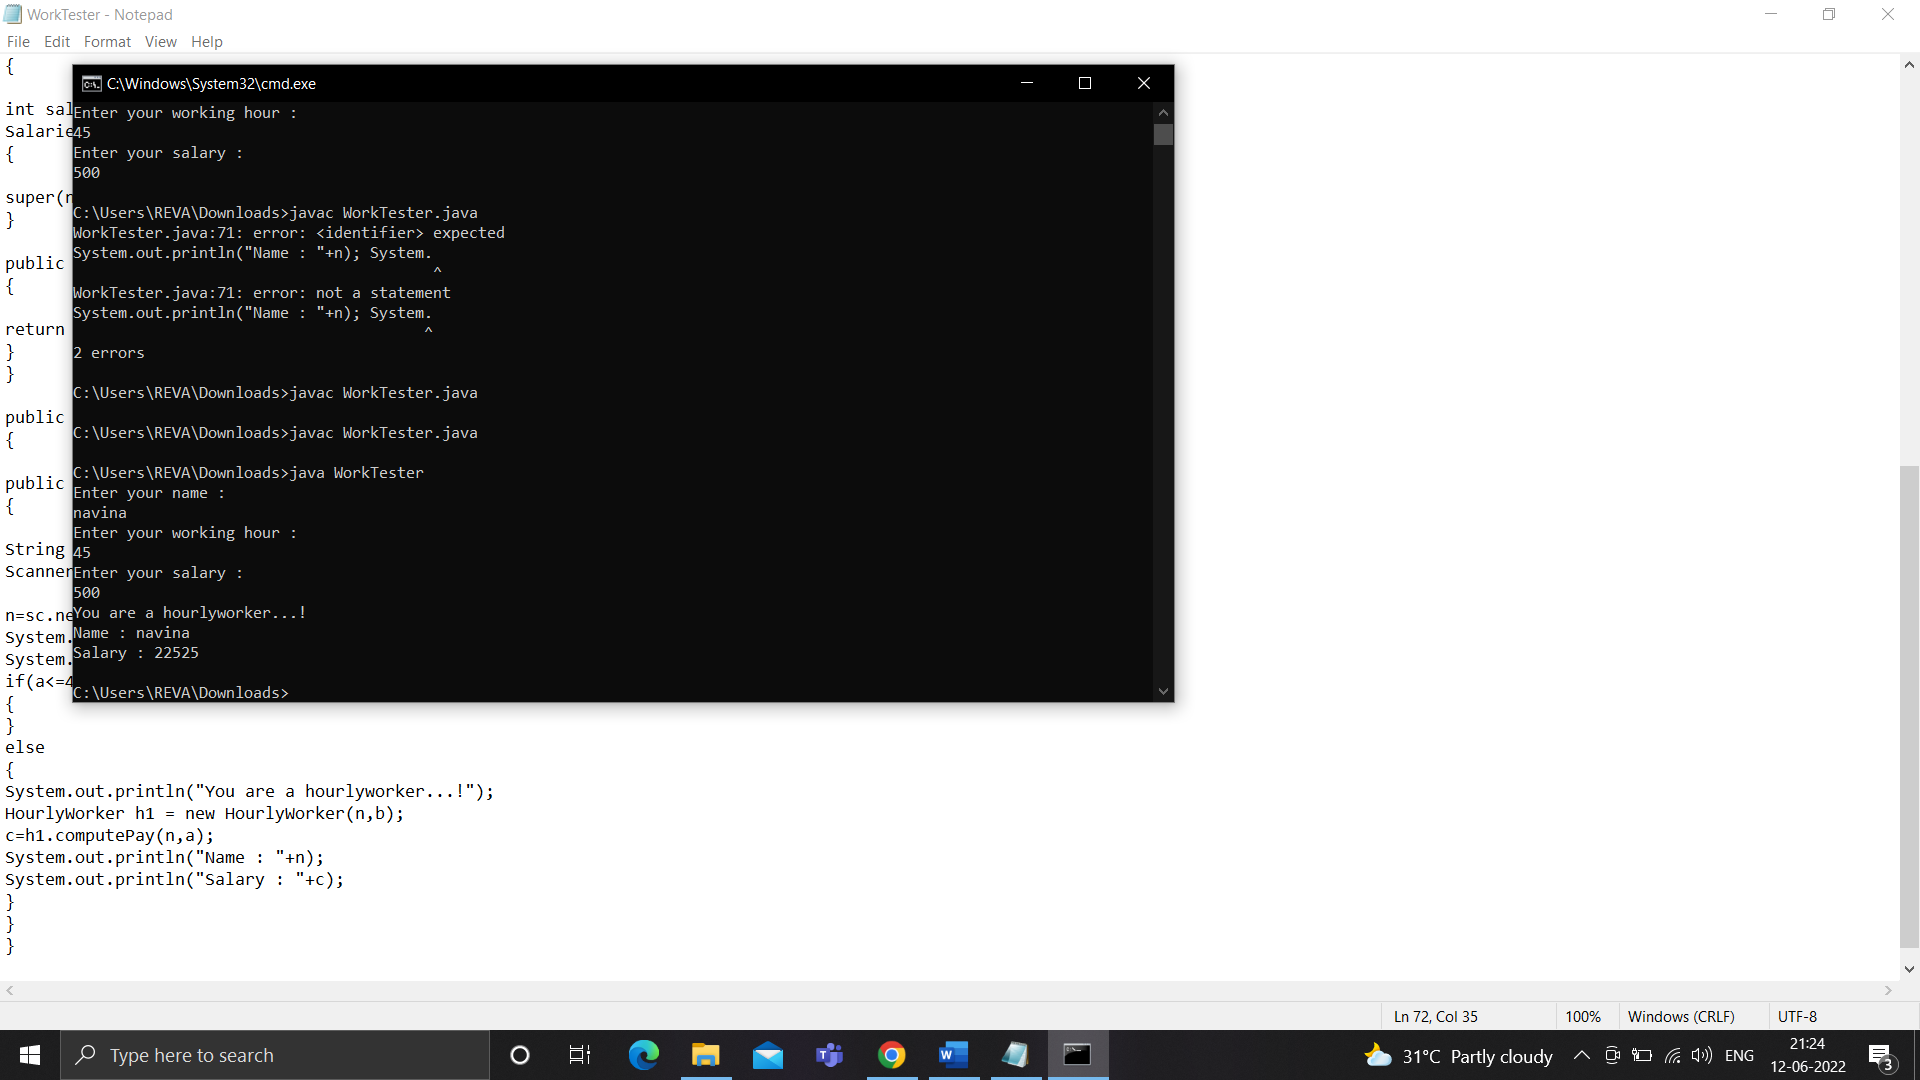 WorkTester - Notepad
File Edit Format View Help
{
int sal
Salarie
{
super(n
}
public
{
return
}
}
public
{
public
{
String
Scanner
n=sc.ne
System.
System.
if(a<=4
{
}
else
{
System.out.println("You are a hourlyworker...!");
HourlyWorker h1 = new HourlyWorker(n,b);
c=h1.computePay(n,a);
System.out.println("Name : "+n);
System.out.println("Salary : "+c);
}
}
}
C:\Windows\System32\cmd.exe
Enter your working hour :
45
Enter your salary :
500
C:\Users\REVA\Downloads>javac WorkTester.java
WorkTester.java:71: error: <identifier> expected
System.out.println("Name : "+n); System.
^
WorkTester.java:71: error: not a statement
System.out.println("Name : "+n); System.
^
2 errors
C:\Users\REVA\Downloads>javac WorkTester.java
C:\Users\REVA\Downloads>javac WorkTester.java
C:\Users\REVA\Downloads>java WorkTester
Enter your name :
navina
Enter your working hour :
45
Enter your salary :
500
You are a hourlyworker...!
Name : navina
Salary : 22525
C:\Users\REVA\Downloads>
Ln 72, Col 35 100% Windows (CRLF) UTF-8
Type here to search
31°C Partly cloudy ENG
21:24
12-06-2022
3